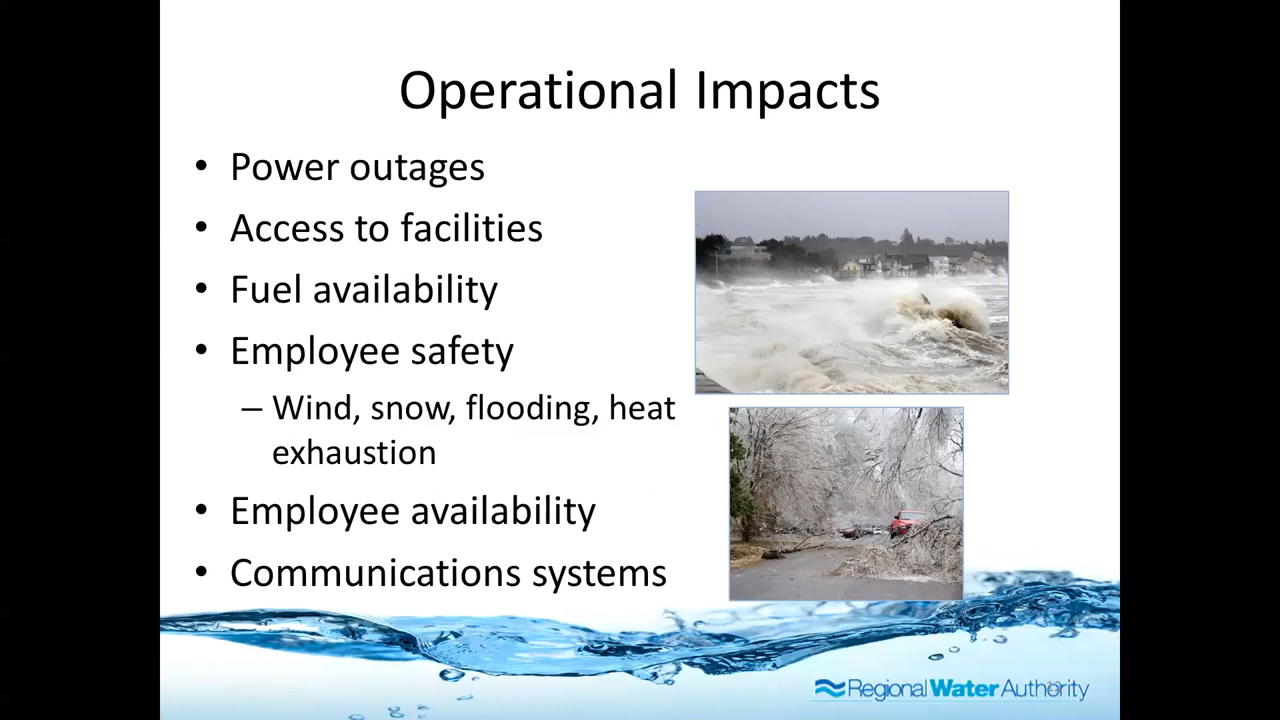 Operational Impacts
• Power outages
• Access to facilities
• Fuel availability
• Employee safety
– Wind, snow, flooding, heat
exhaustion
• Employee availability
• Communications systems
Regional Water Authority